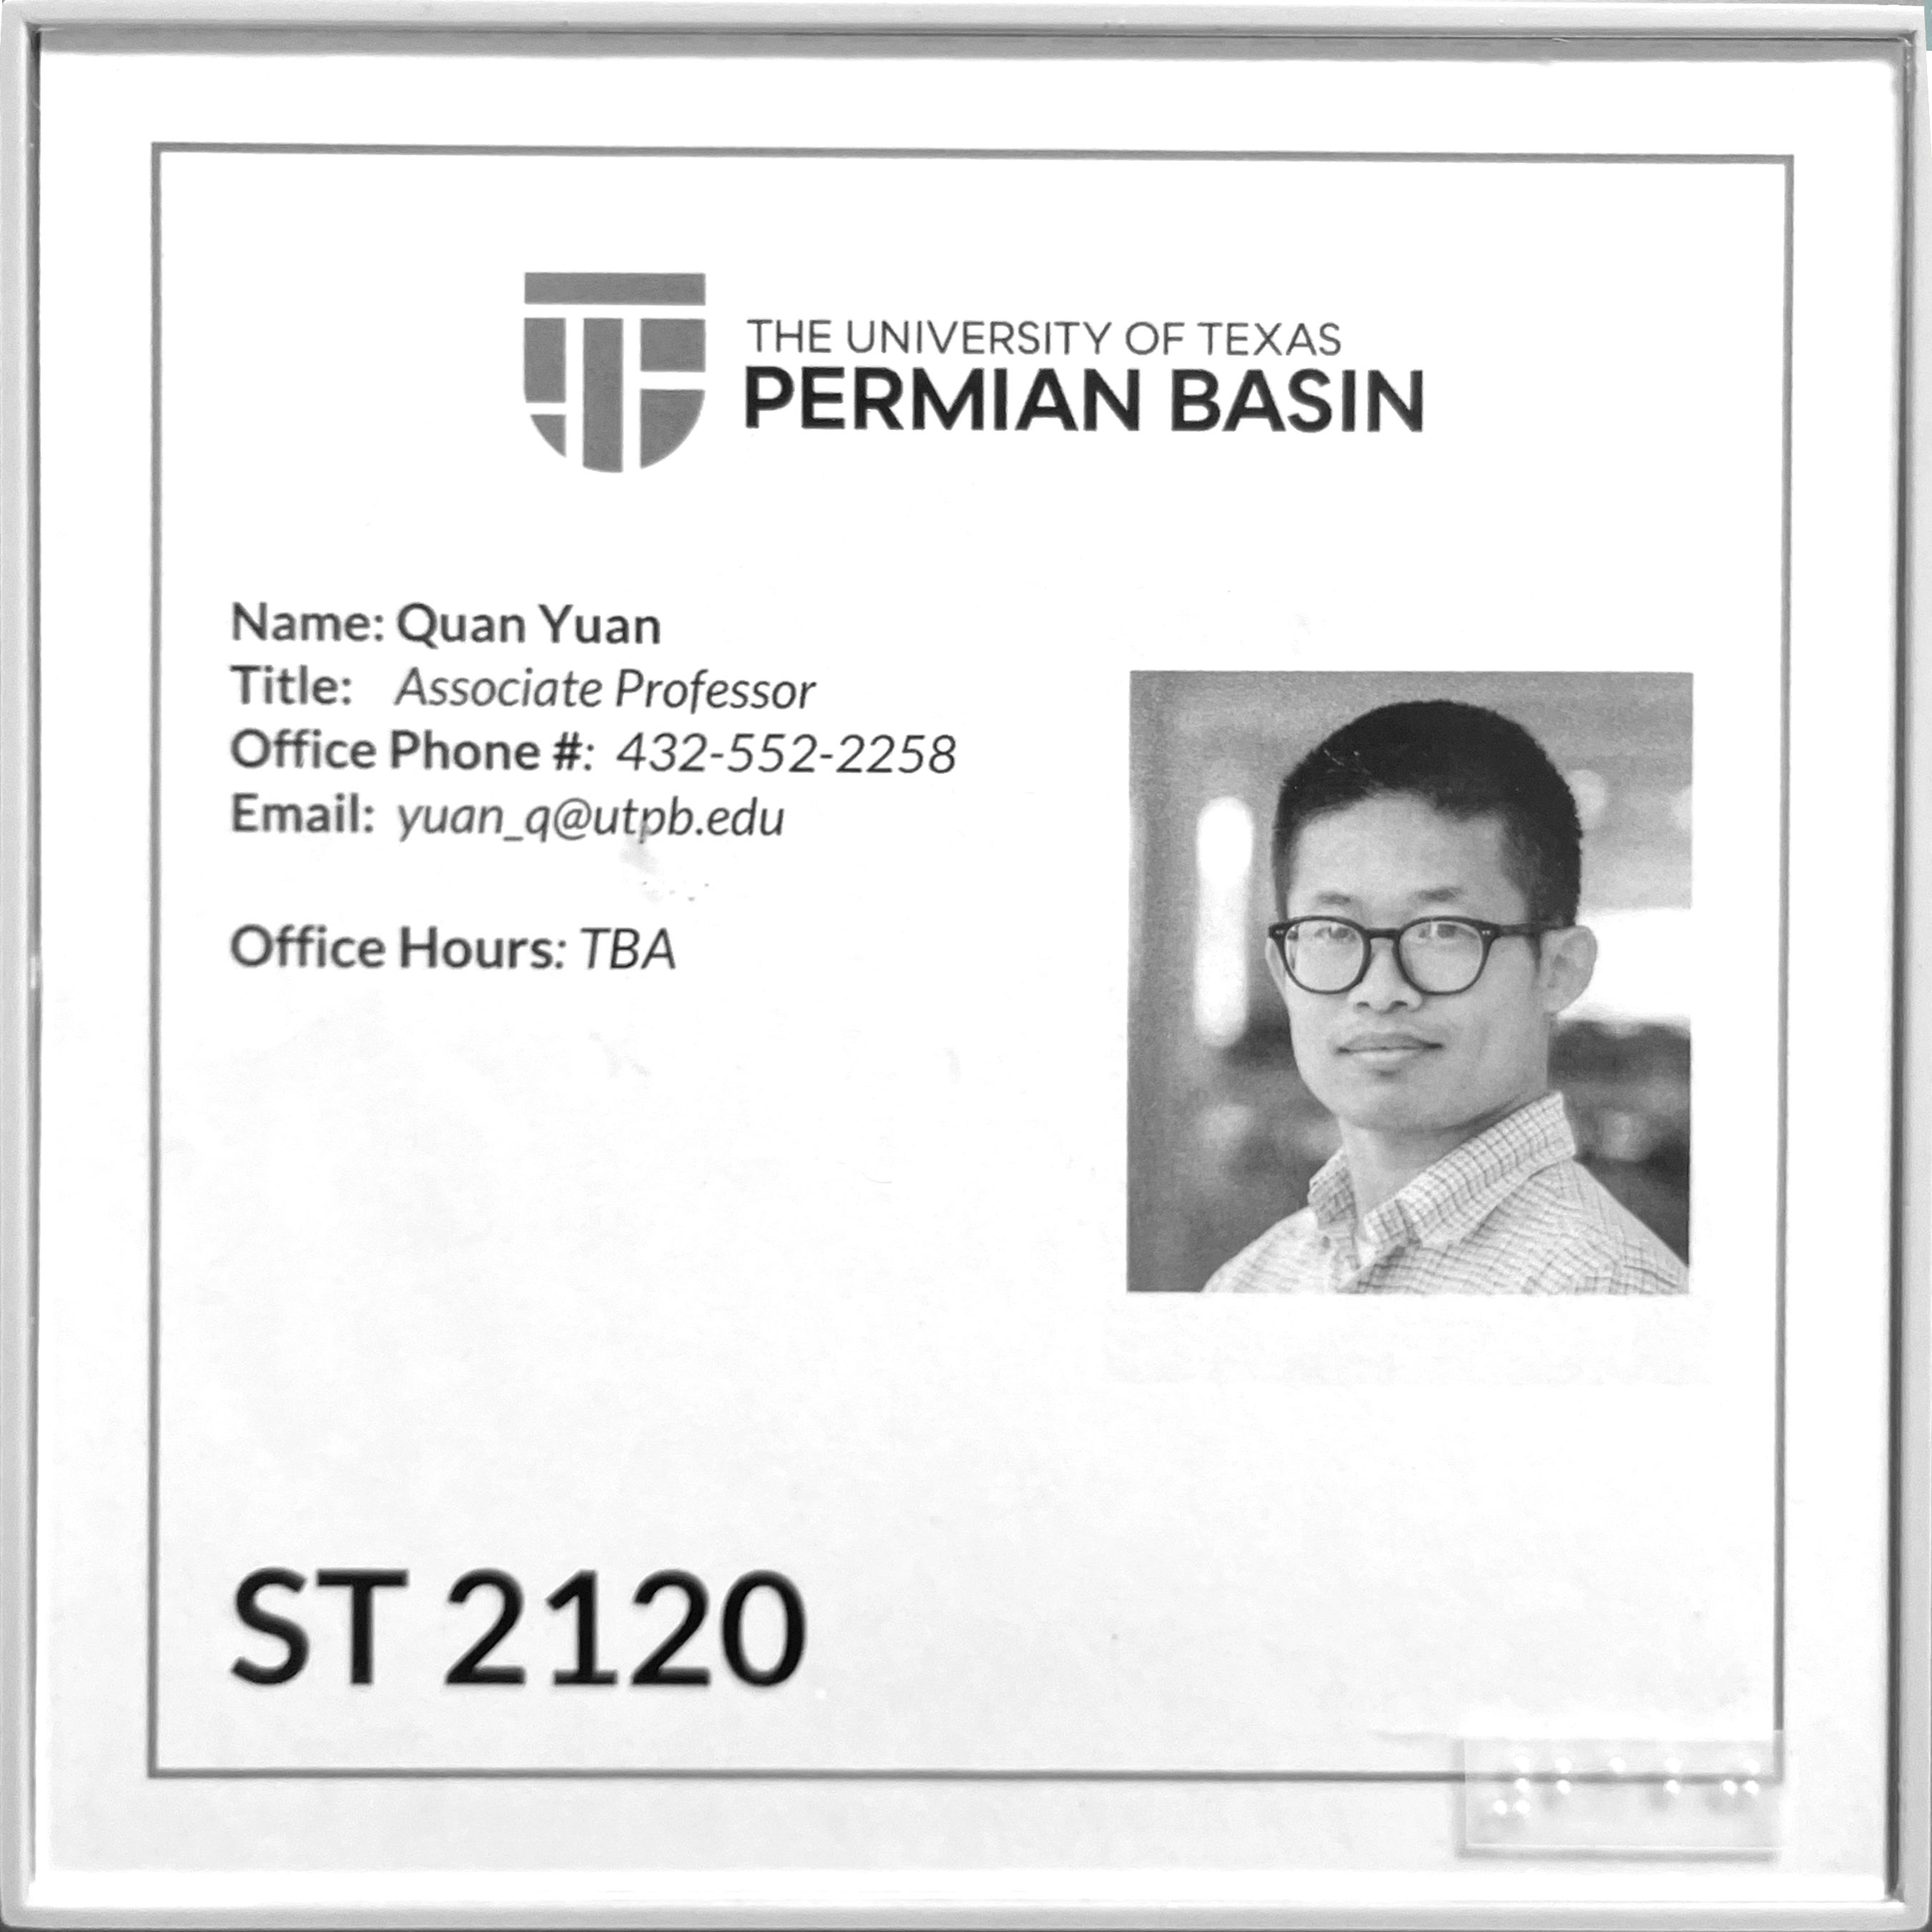 THE UNIVERSITY OF TEXAS
PERMIAN BASIN
Name: Quan Yuan
Title: Associate Professor
Office Phone #: 432-552-2258
Email: yuan_q@utpb.edu
Office Hours: TBA
ST 2120